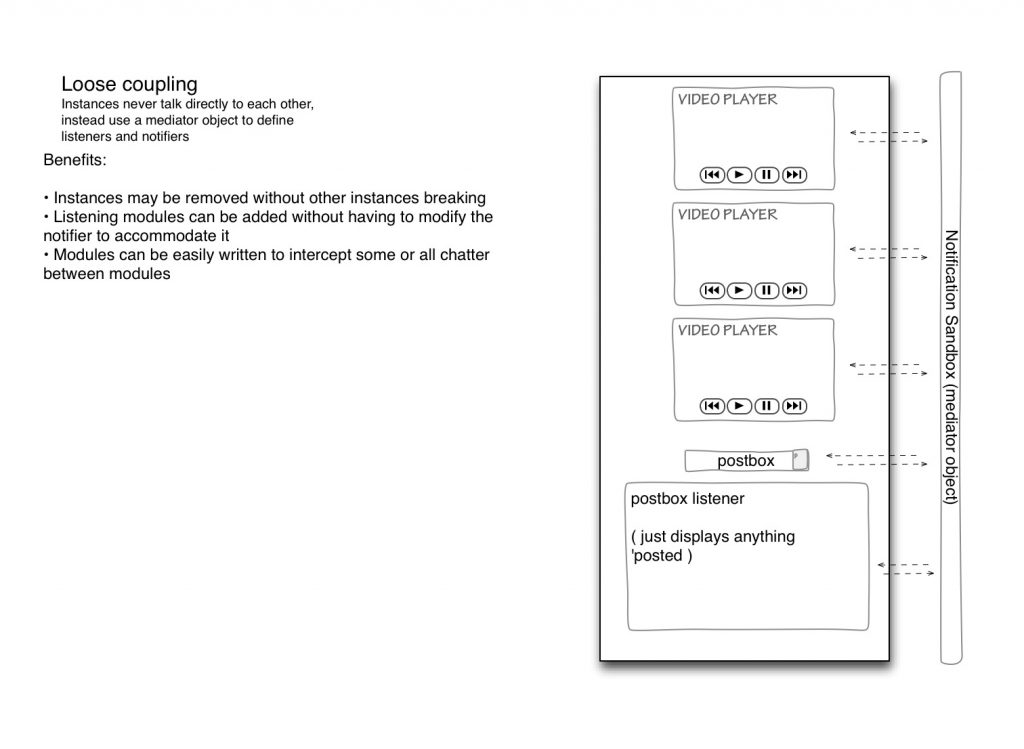 Loose coupling
Instances never talk directly to each other,
instead use a mediator object to define
listeners and notifiers
Benefits:
• Instances may be removed without other instances breaking
• Listening modules can be added without having to modify the
notifier to accommodate it
• Modules can be easily written to intercept some or all chatter
between modules
VIDEO PLAYER
VIDEO PLAYER
VIDEO PLAYER
postbox
postbox listener
( just displays anything
'posted )
Notification Sandbox (mediator object)